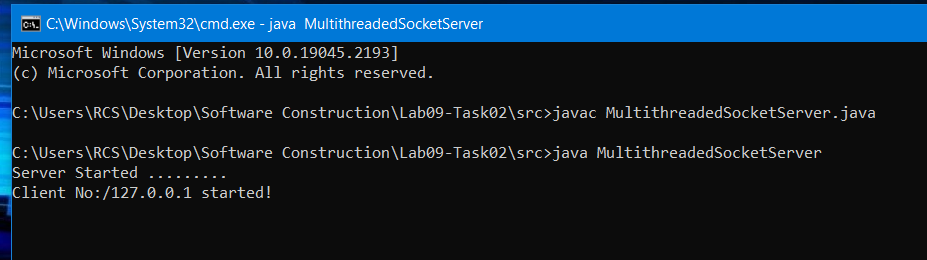 C:\Windows\System32\cmd.exe - java  MultithreadedSocketServer
Microsoft Windows [Version 10.0.19045.2193]
(c) Microsoft Corporation. All rights reserved.
C:\Users\RCS\Desktop\Software Construction\Lab09-Task02\src>javac MultithreadedSocketServer.java
C:\Users\RCS\Desktop\Software Construction\Lab09-Task02\src>java MultithreadedSocketServer
Server Started .........
Client No:/127.0.0.1 started!